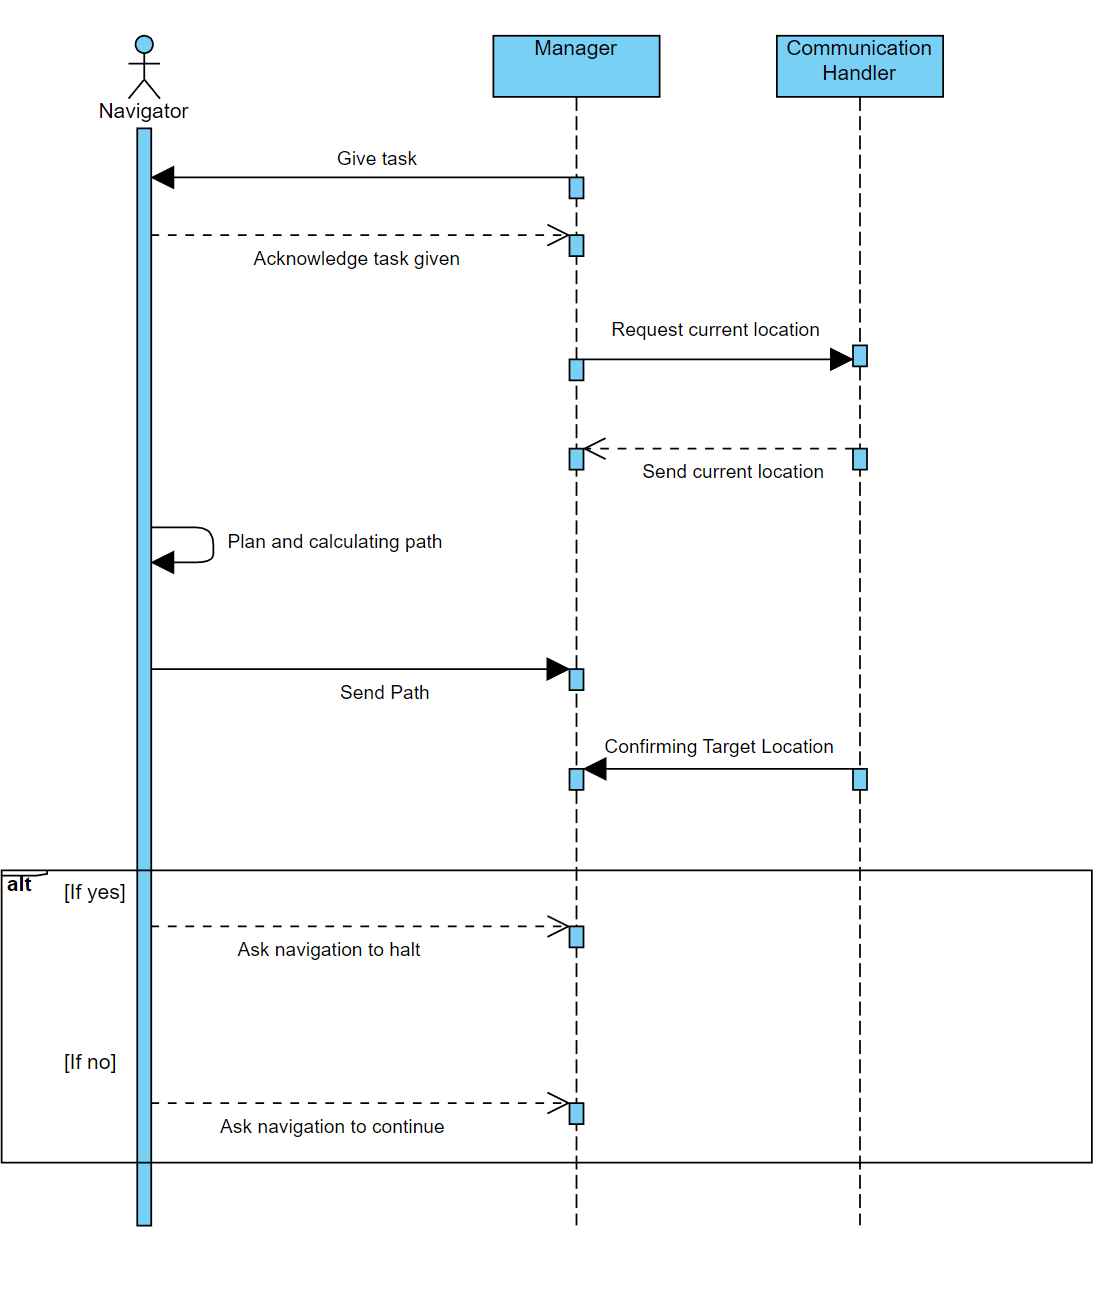 Navigator
Manager
Communication
Handler
Give task
Acknowledge task given
Request current location
Send current location
Plan and calculating path
Send Path
Confirming Target Location
alt
[If yes]
Ask navigation to halt
[If no]
Ask navigation to continue